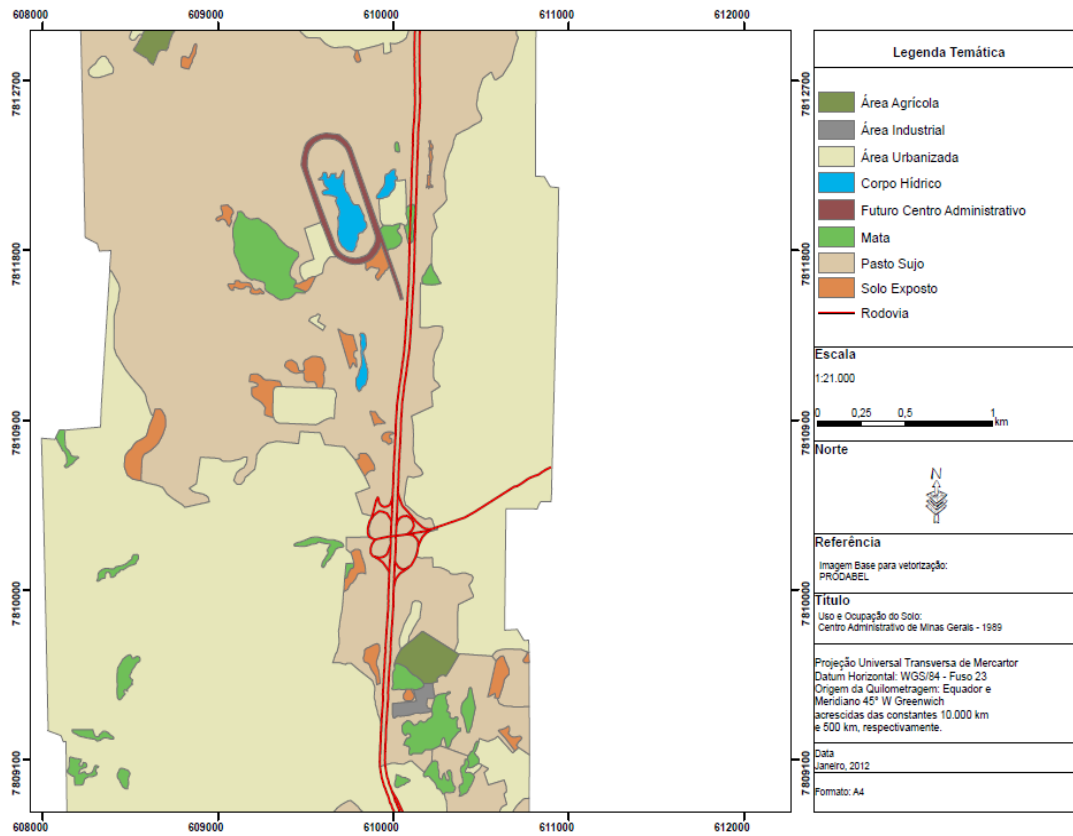 608000 609000 610000 611000 612000
7812700
7811800
7810900
7810000
7809100
7812700
7811800
7810900
7810000
7809100
608000 609000 610000 611000 612000
Legenda Temática
Área Agrícola
Área Industrial
Área Urbanizada
Corpo Hídrico
Futuro Centro Administrativo
Mata
Pasto Sujo
Solo Exposto
Rodovia
Escala
1:21.000
0 0,25 0,5 1
km
Norte
N
Referência
Imagem Base para vetorização:
PRODABEL
Título
Uso e Ocupação do Solo:
Centro Administrativo de Minas Gerais - 1989
Projeção Universal Transversa de Mercartor
Datum Horizontal: WGS/84 - Fuso 23
Origem da Quilometragem: Equador e
Meridiano 45° W Greenwich
acrescidas das constantes 10.000 km
e 500 km, respectivamente.
Data
Janeiro, 2012
Formato: A4